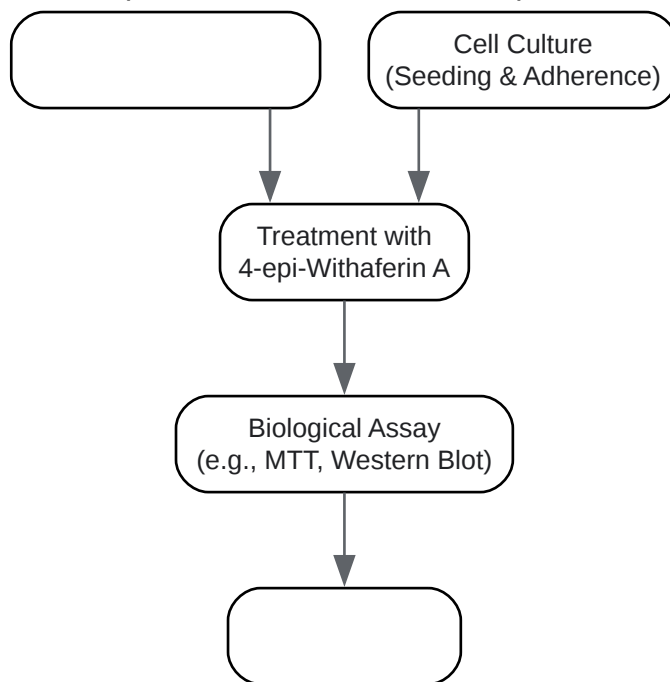 Cell Culture
(Seeding & Adherence)
Treatment with
4-epi-Withaferin A
Biological Assay
(e.g., MTT, Western Blot)